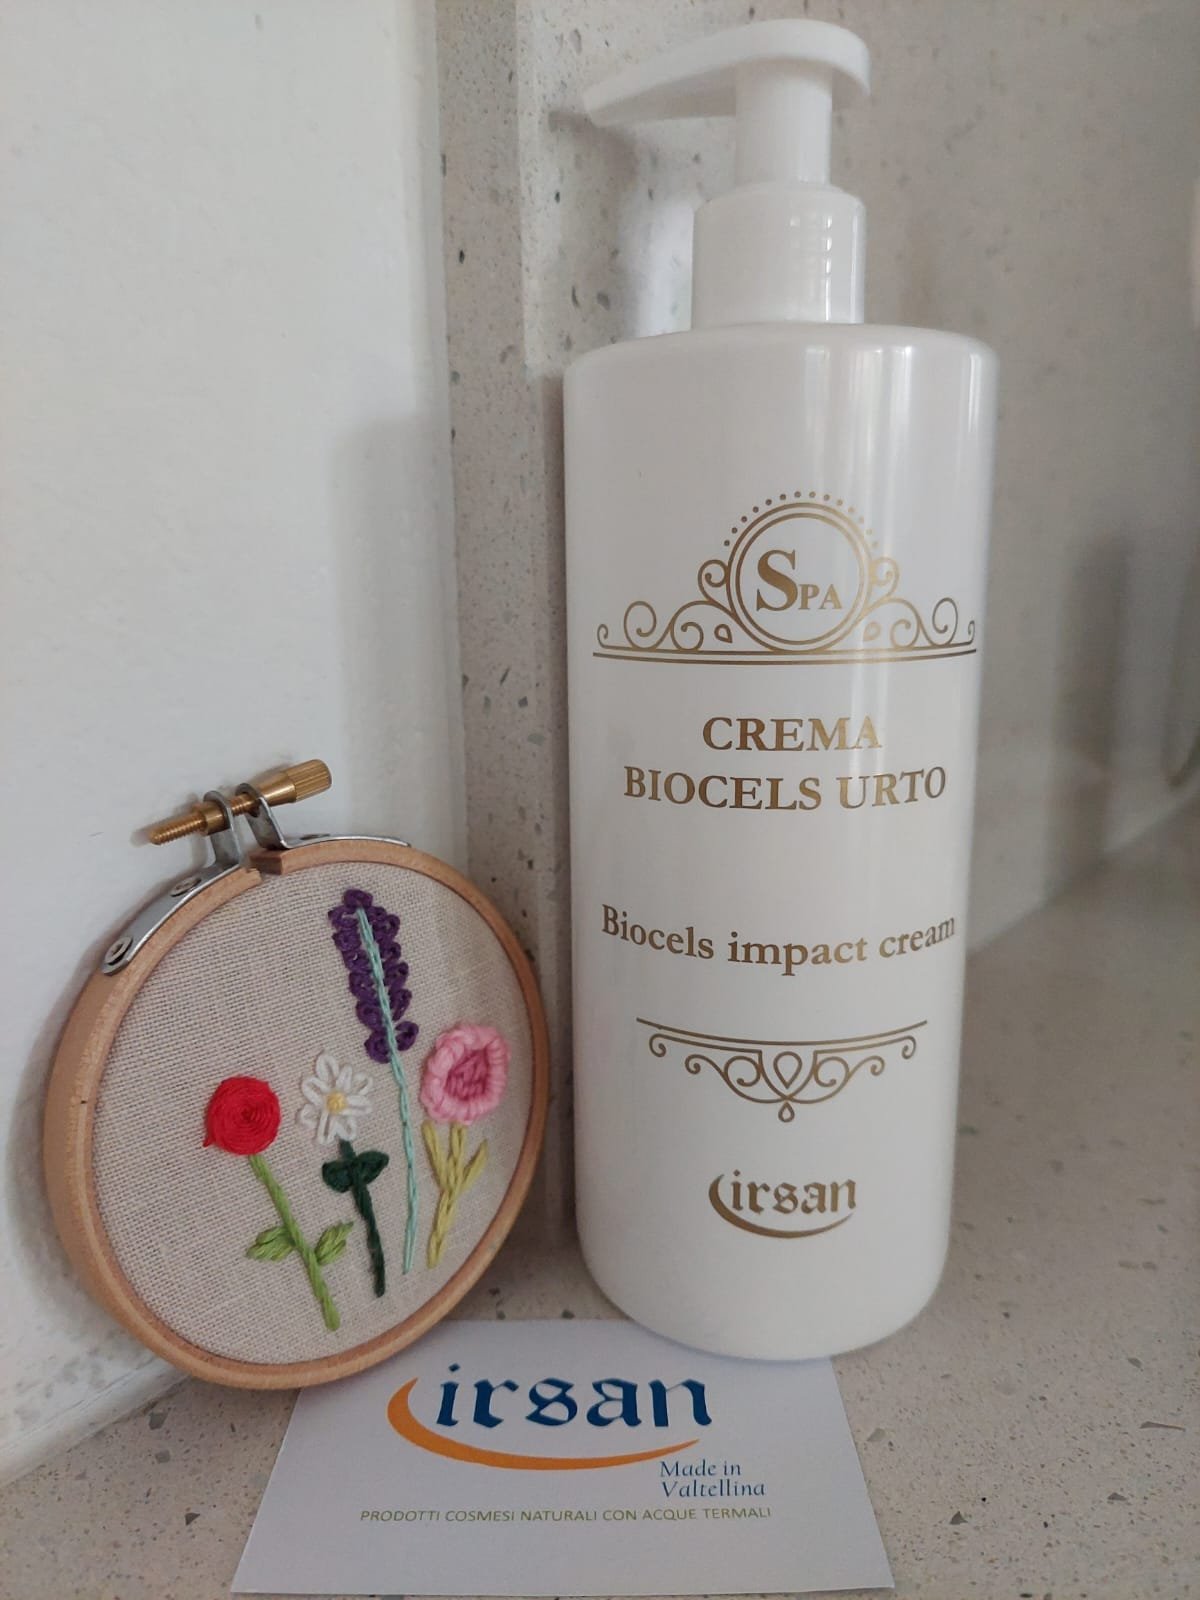 SPA
CREMA
BIOCELS URTO
Biocels impact cream
irsan
irsan
Made in
Valtellina
PRODOTTI COSMESI NATURALI CON ACQUE TERMALI